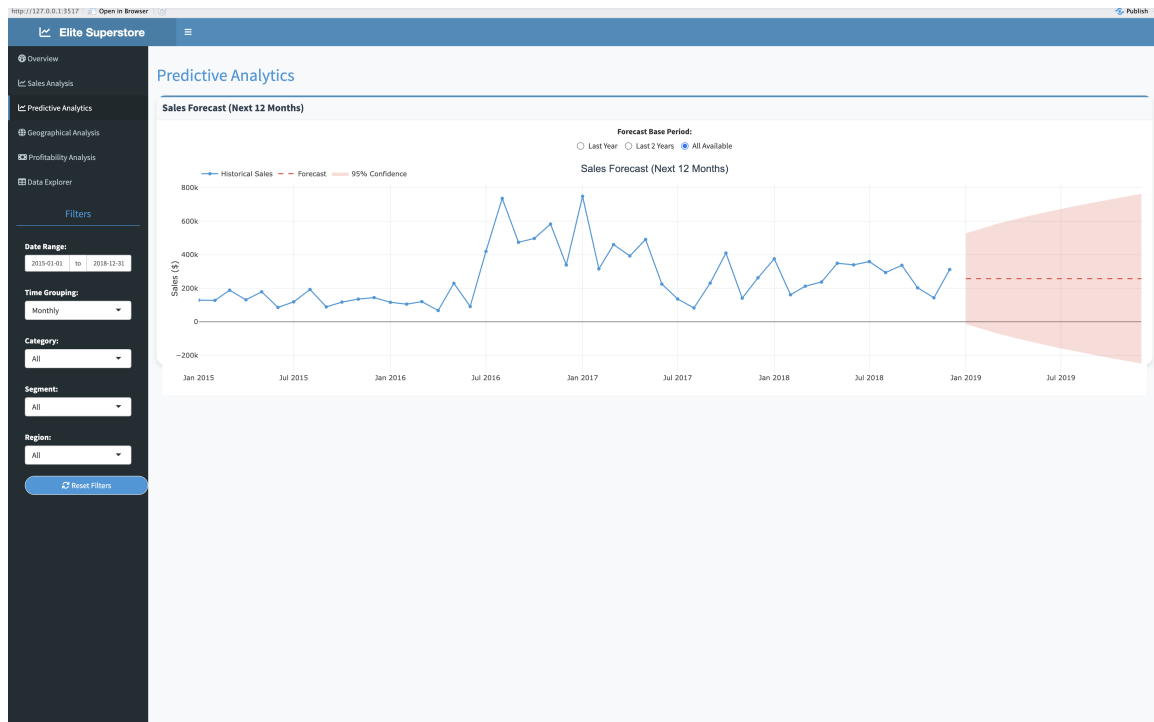 http://127.0.0.1:3517 Open in Browser Publish
Elite Superstore
Overview
Sales Analysis
Predictive Analytics
Geographical Analysis
Profitability Analysis
Data Explorer
Filters
Date Range:
2015-01-01 to 2018-12-31
Time Grouping:
Monthly
Category:
All
Segment:
All
Region:
All
Reset Filters
Predictive Analytics
Sales Forecast (Next 12 Months)
Forecast Base Period:
Last Year Last 2 Years All Available
Sales Forecast (Next 12 Months)
Historical Sales Forecast 95% Confidence
Sales ($)
800k
600k
400k
200k
0
−200k
Jan 2015 Jul 2015 Jan 2016 Jul 2016 Jan 2017 Jul 2017 Jan 2018 Jul 2018 Jan 2019 Jul 2019